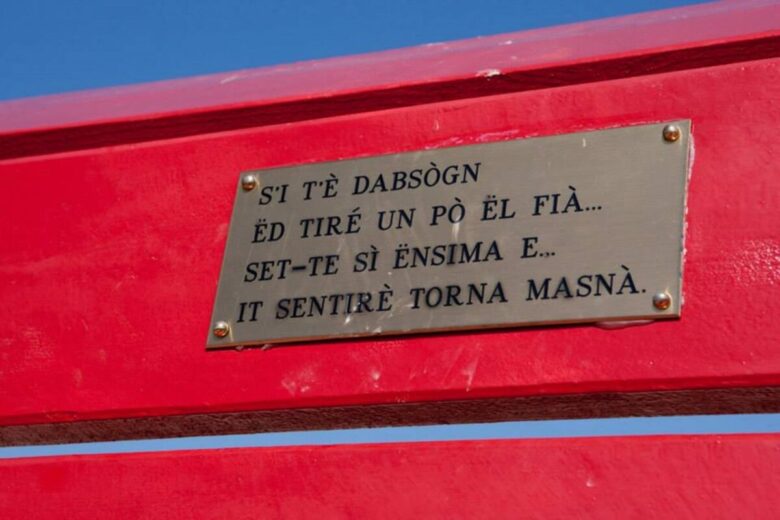 S'I T'È DABSÒGN
ËD TIRÉ UN PÒ ËL FIÀ...
SET-TE SÌ ËNSIMA E...
IT SENTIRÈ TORNA MASNÀ.